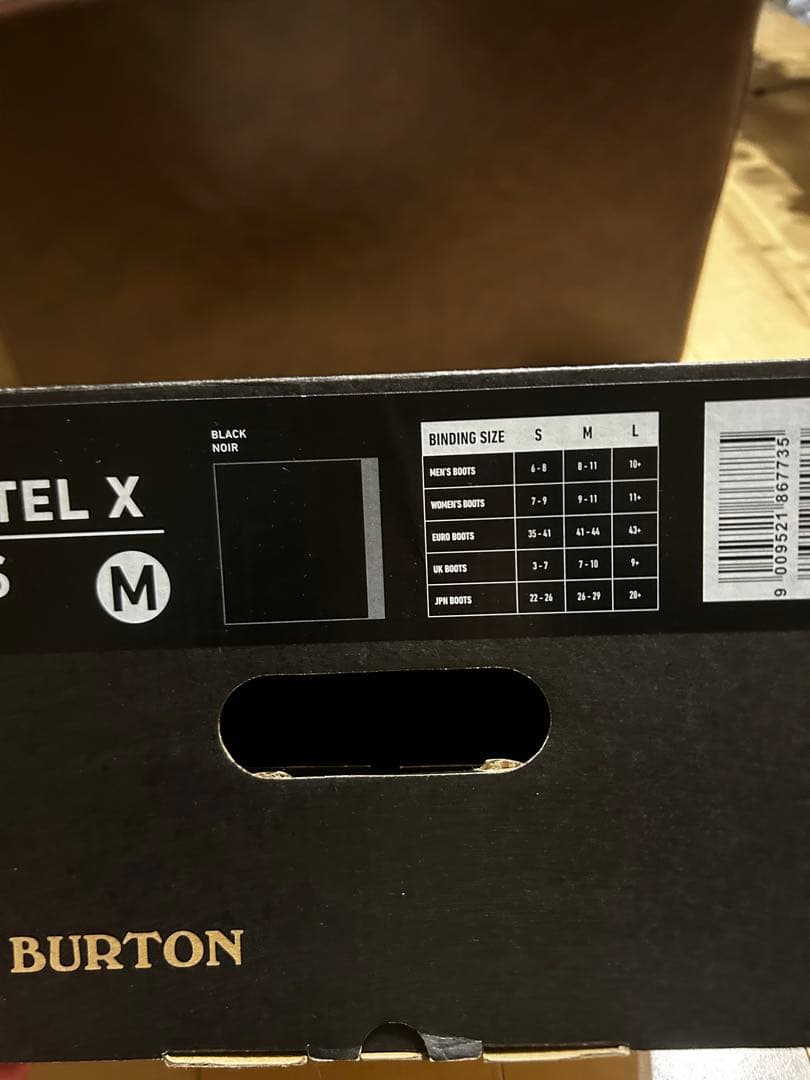 TEL X
S
M
BLACK
NOIR
BINDING SIZE S M L
MEN'S BOOTS 6 - 8 8 - 11 10+
WOMEN'S BOOTS 7 - 9 9 - 11 11+
EURO BOOTS 35 - 41 41 - 44 43+
UK BOOTS 3 - 7 7 - 10 9+
JPN BOOTS 22 - 26 26 - 29 28+
9 009521 867735
BURTON